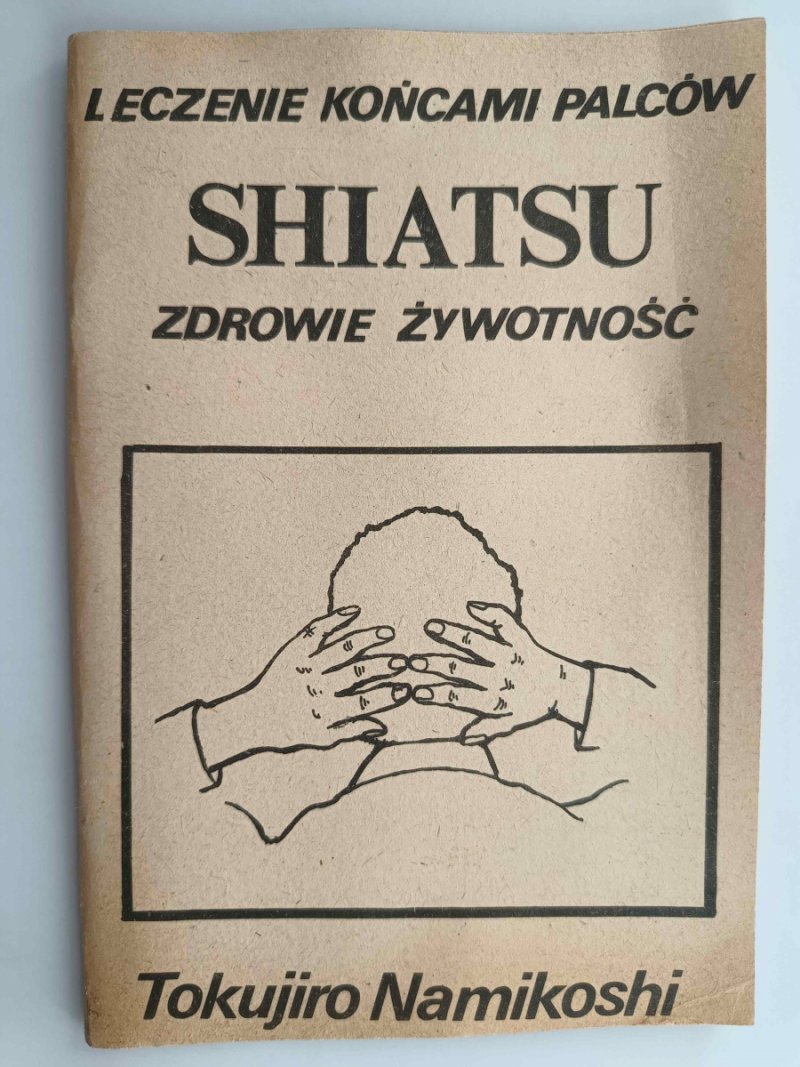 LECZENIE KOŃCAMI PALCÓW
SHIATSU
ZDROWIE ŻYWOTNOŚĆ
Tokujiro Namikoshi